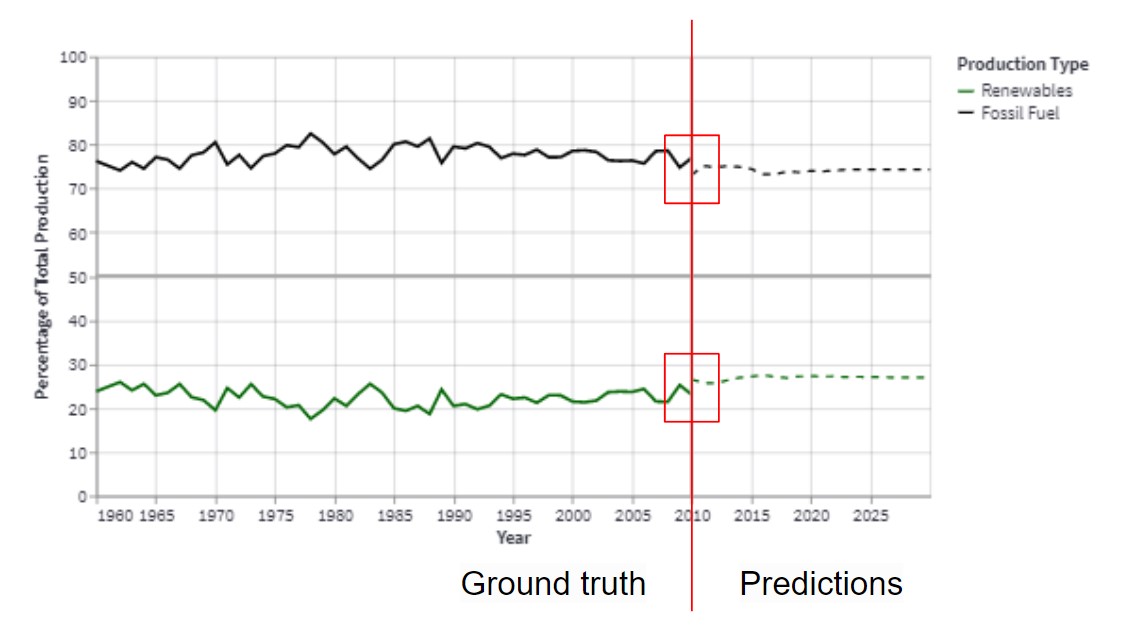 Production Type
Renewables
Fossil Fuel
100
90
80
70
60
50
40
30
20
10
0
Percentage of Total Production
1960 1965 1970 1975 1980 1985 1990 1995 2000 2005 2010 2015 2020 2025
Year
Ground truth Predictions